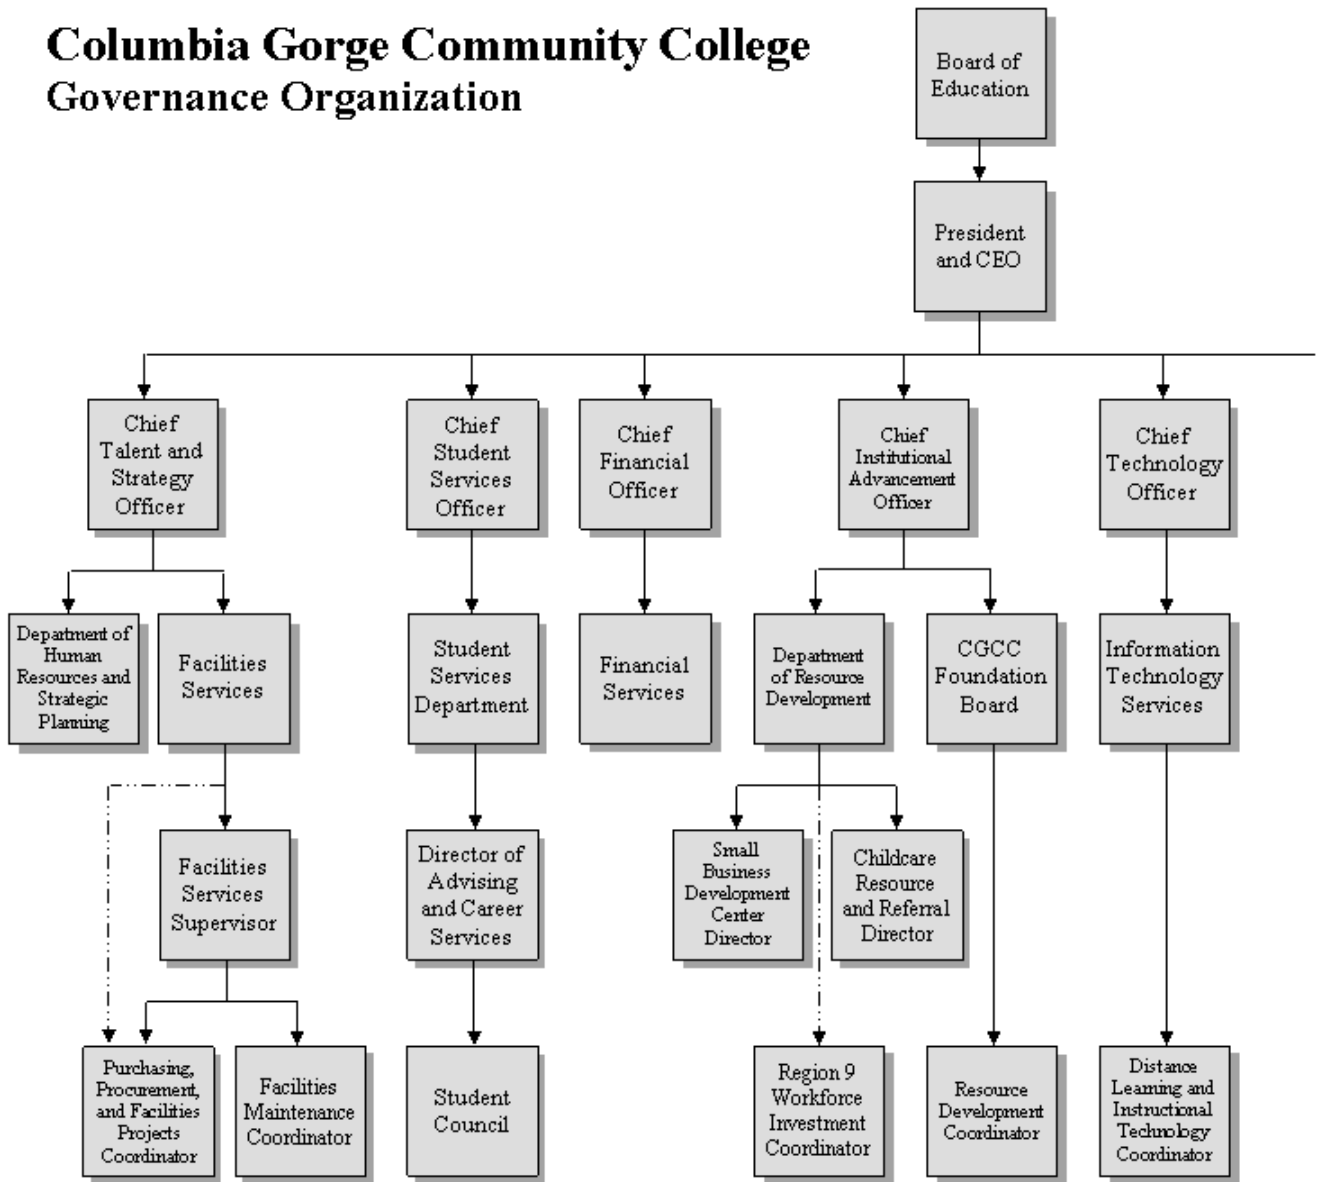 Columbia Gorge Community College
Governance Organization
Board of
Education
President
and CEO
Chief
Talent and
Strategy
Officer
Chief
Student
Services
Officer
Chief
Financial
Officer
Chief
Institutional
Advancement
Officer
Chief
Technology
Officer
Department of
Human
Resources and
Strategic
Planning
Facilities
Services
Student
Services
Department
Financial
Services
Department
of Resource
Development
CGCC
Foundation
Board
Information
Technology
Services
Facilities
Services
Supervisor
Director of
Advising
and Career
Services
Small
Business
Development
Center
Director
Childcare
Resource
and Referral
Director
Purchasing,
Procurement,
and Facilities
Projects
Coordinator
Facilities
Maintenance
Coordinator
Student
Council
Region 9
Workforce
Investment
Coordinator
Resource
Development
Coordinator
Distance
Learning and
Instructional
Technology
Coordinator